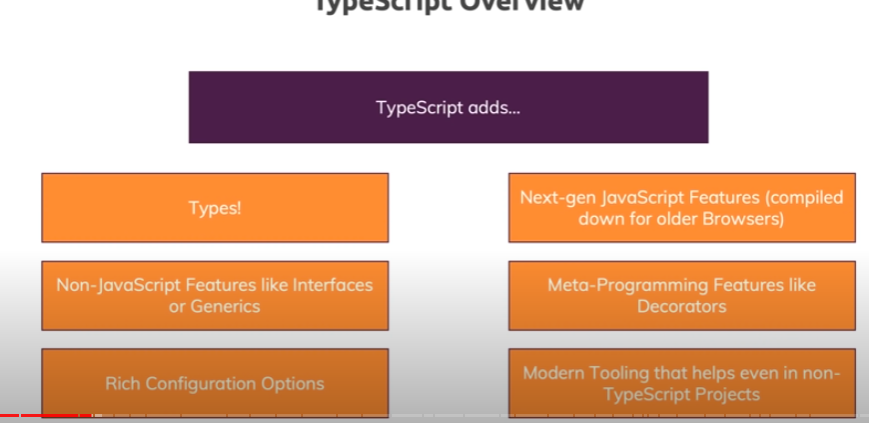 TypeScript Overview
TypeScript adds...
Types!
Next-gen JavaScript Features (compiled
down for older Browsers)
Non-JavaScript Features like Interfaces
or Generics
Meta-Programming Features like
Decorators
Rich Configuration Options
Modern Tooling that helps even in non-
TypeScript Projects